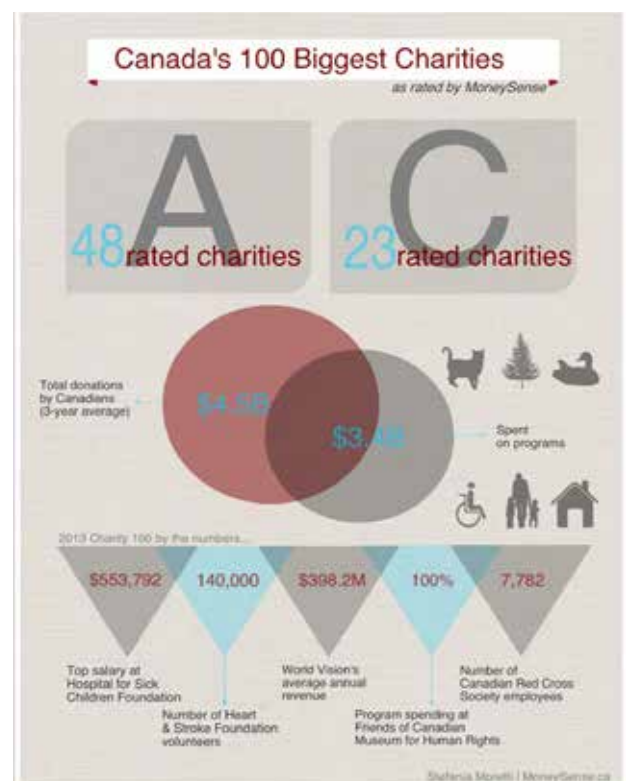 Canada's 100 Biggest Charities
as rated by MoneySense
A
48 rated charities
C
23 rated charities
Total donations
by Canadians
(3-year average)
$4.5B
$3.4B
Spent
on programs
2013 Charity 100 by the numbers...
$553,792
140,000
$398.2M
100%
7,782
Top salary at
Hospital for Sick
Children Foundation
Number of Heart
& Stroke Foundation
volunteers
World Vision's
average annual
revenue
Program spending at
Friends of Canadian
Museum for Human Rights
Number of
Canadian Red Cross
Society employees
Stefania Moretti | MoneySense.ca